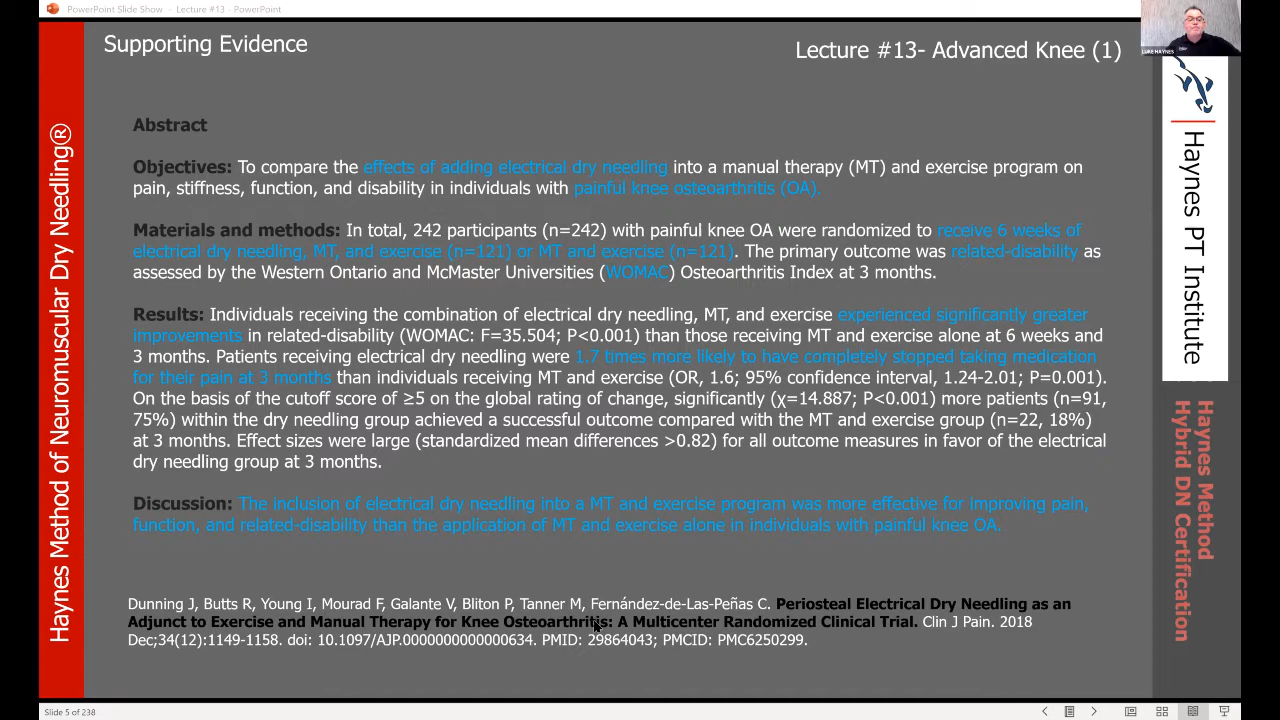 PowerPoint Slide Show - Lecture #13 - PowerPoint
Supporting Evidence
Lecture #13- Advanced Knee (1)
LUKE HAYNES
Haynes Method of Neuromuscular Dry Needling®
Abstract
Objectives: To compare the effects of adding electrical dry needling into a manual therapy (MT) and exercise program on
pain, stiffness, function, and disability in individuals with painful knee osteoarthritis (OA).
Materials and methods: In total, 242 participants (n=242) with painful knee OA were randomized to receive 6 weeks of
electrical dry needling, MT, and exercise (n=121) or MT and exercise (n=121). The primary outcome was related-disability as
assessed by the Western Ontario and McMaster Universities (WOMAC) Osteoarthritis Index at 3 months.
Results: Individuals receiving the combination of electrical dry needling, MT, and exercise experienced significantly greater
improvements in related-disability (WOMAC: F=35.504; P<0.001) than those receiving MT and exercise alone at 6 weeks and
3 months. Patients receiving electrical dry needling were 1.7 times more likely to have completely stopped taking medication
for their pain at 3 months than individuals receiving MT and exercise (OR, 1.6; 95% confidence interval, 1.24-2.01; P=0.001).
On the basis of the cutoff score of ≥5 on the global rating of change, significantly (χ=14.887; P<0.001) more patients (n=91,
75%) within the dry needling group achieved a successful outcome compared with the MT and exercise group (n=22, 18%)
at 3 months. Effect sizes were large (standardized mean differences >0.82) for all outcome measures in favor of the electrical
dry needling group at 3 months.
Discussion: The inclusion of electrical dry needling into a MT and exercise program was more effective for improving pain,
function, and related-disability than the application of MT and exercise alone in individuals with painful knee OA.
Dunning J, Butts R, Young I, Mourad F, Galante V, Bliton P, Tanner M, Fernández-de-Las-Peñas C. Periosteal Electrical Dry Needling as an
Adjunct to Exercise and Manual Therapy for Knee Osteoarthritis: A Multicenter Randomized Clinical Trial. Clin J Pain. 2018
Dec;34(12):1149-1158. doi: 10.1097/AJP.0000000000000634. PMID: 29864043; PMCID: PMC6250299.
Haynes PT Institute
Haynes Method
Hybrid DN Certification
Slide 5 of 238